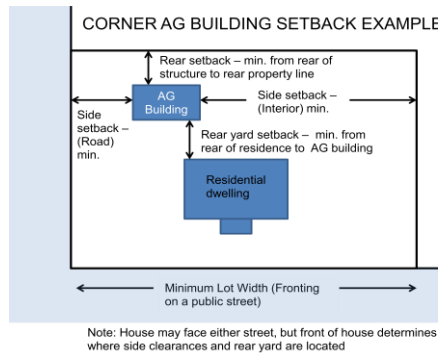 CORNER AG BUILDING SETBACK EXAMPLE
Rear setback – min. from rear of
structure to rear property line
AG
Building
Side setback –
(Interior) min.
Side
setback –
(Road)
min.
Rear yard setback – min. from
rear of residence to AG building
Residential
dwelling
Minimum Lot Width (Fronting
on a public street)
Note: House may face either street, but front of house determines
where side clearances and rear yard are located